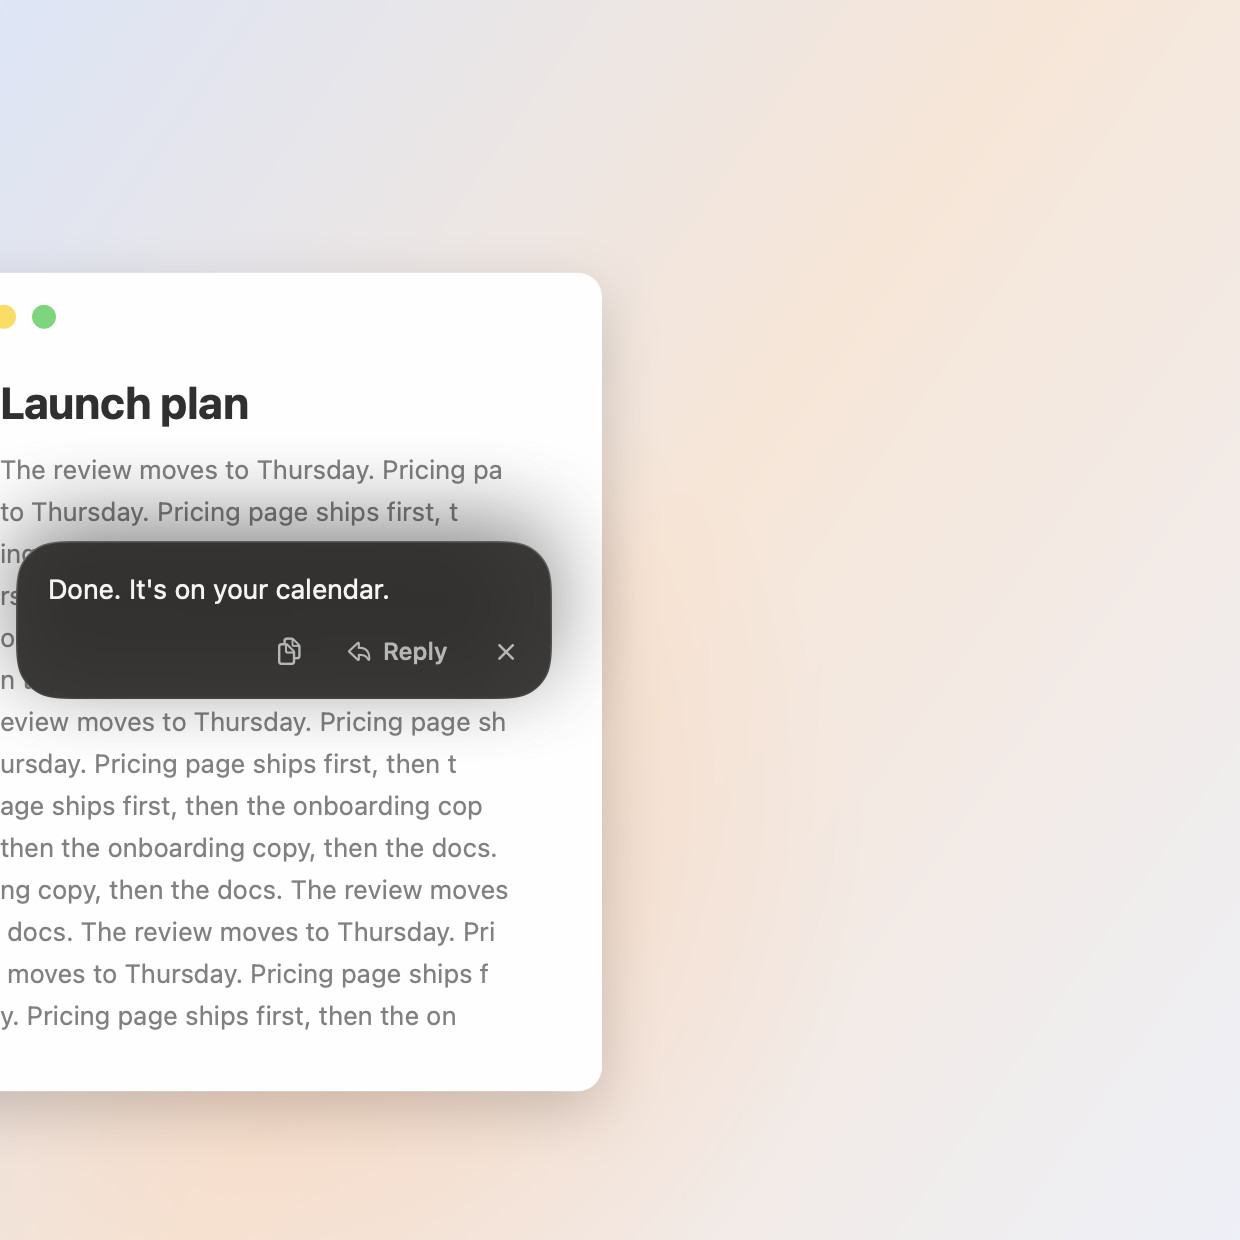 Launch plan
The review moves to Thursday. Pricing pa
to Thursday. Pricing page ships first, t
Done. It's on your calendar.
Reply
eview moves to Thursday. Pricing page sh
ursday. Pricing page ships first, then t
age ships first, then the onboarding cop
then the onboarding copy, then the docs.
ng copy, then the docs. The review moves
docs. The review moves to Thursday. Pri
moves to Thursday. Pricing page ships f
y. Pricing page ships first, then the on